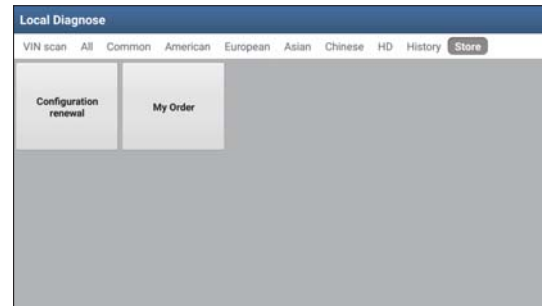 Local Diagnose
VIN scan All Common American European Asian Chinese HD History Store
Configuration
renewal
My Order